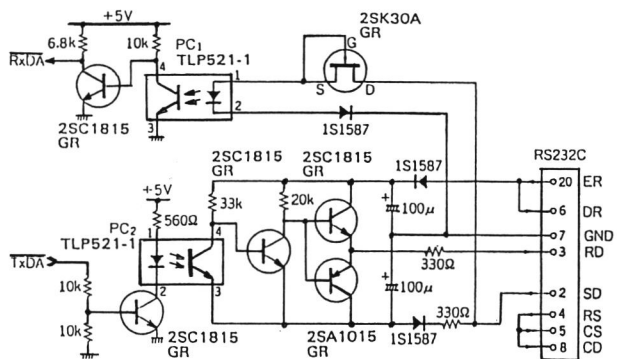 +5V
6.8k
10k
RxDA
PC1
TLP521-1
4
1
2
3
2SC1815
GR
2SK30A
GR
G
S
D
1S1587
2SC1815
GR
2SC1815
GR
1S1587
RS232C
+5V
560Ω
33k
20k
+
100μ
20 ER
6 DR
7 GND
3 RD
2 SD
4 RS
5 CS
8 CD
PC2
TLP521-1
1
4
2
3
TxDA
10k
10k
330Ω
+
100μ
330Ω
2SC1815
GR
2SA1015
GR
1S1587